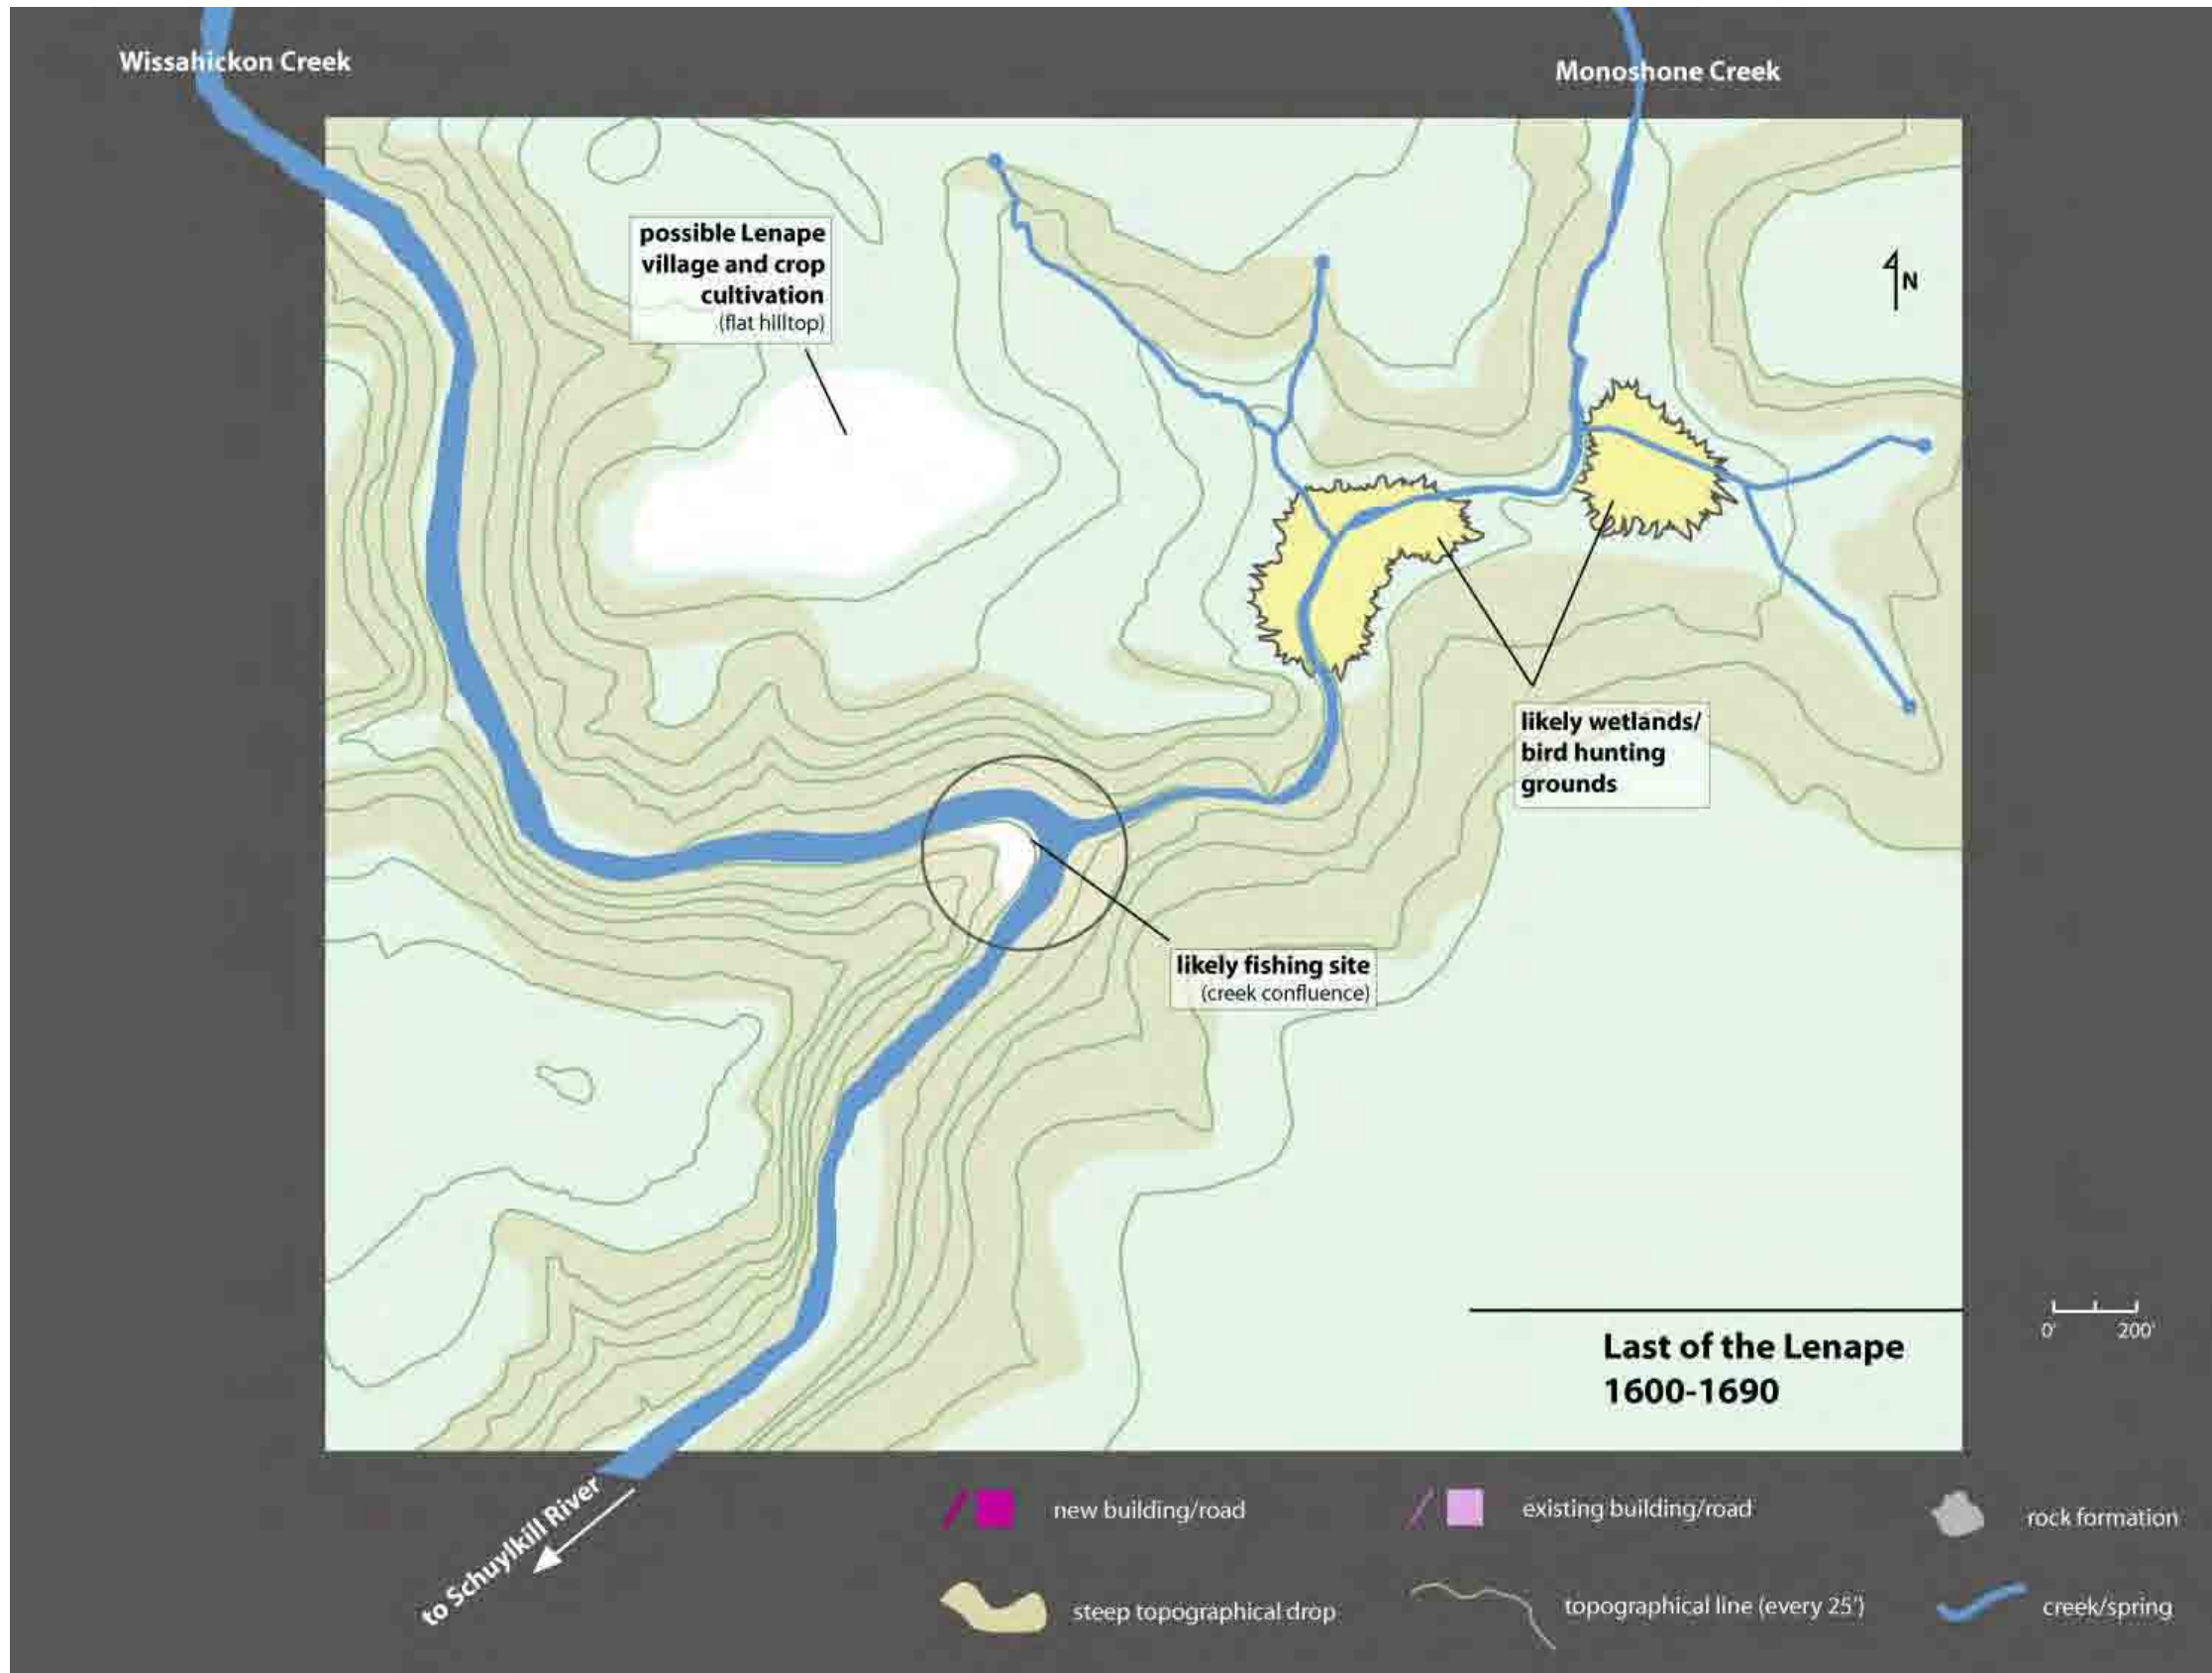 Wissahickon Creek
Monoshone Creek
possible Lenape
village and crop
cultivation
(flat hilltop)
N
likely wetlands/
bird hunting
grounds
likely fishing site
(creek confluence)
Last of the Lenape
1600-1690
0'
200'
to Schuylkill River
new building/road
existing building/road
rock formation
steep topographical drop
topographical line (every 25')
creek/spring